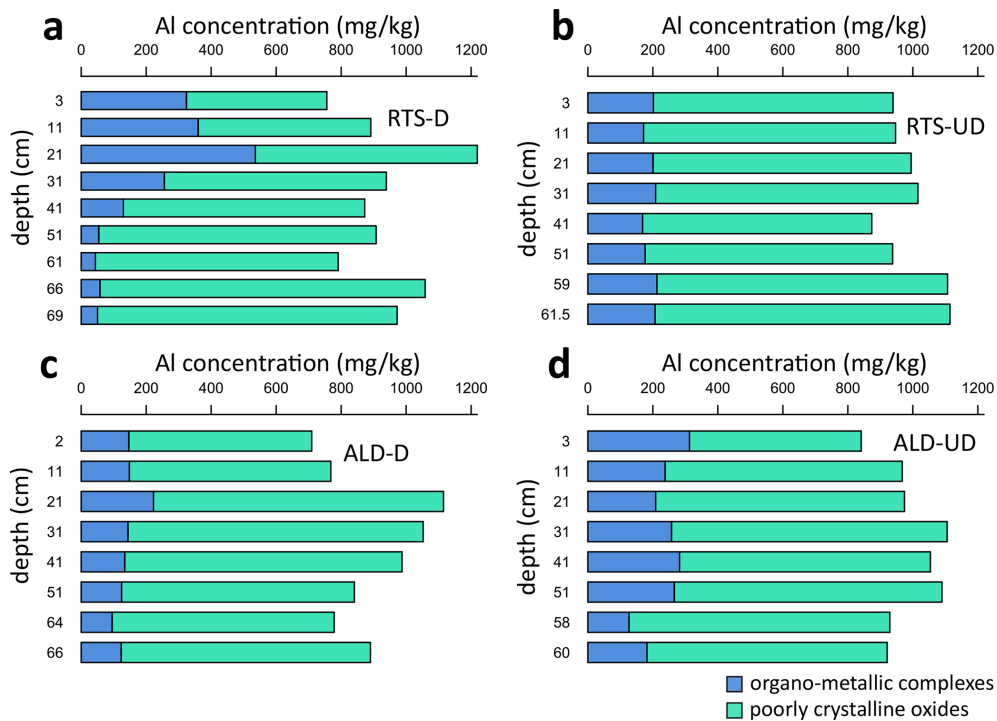 a
Al concentration (mg/kg)
0 200 400 600 800 1000 1200
depth (cm)
3
11
21
31
41
51
61
66
69
RTS-D
b
Al concentration (mg/kg)
0 200 400 600 800 1000 1200
depth (cm)
3
11
21
31
41
51
59
61.5
RTS-UD
c
Al concentration (mg/kg)
0 200 400 600 800 1000 1200
depth (cm)
2
11
21
31
41
51
64
66
ALD-D
d
Al concentration (mg/kg)
0 200 400 600 800 1000 1200
depth (cm)
3
11
21
31
41
51
58
60
ALD-UD
organo-metallic complexes
poorly crystalline oxides